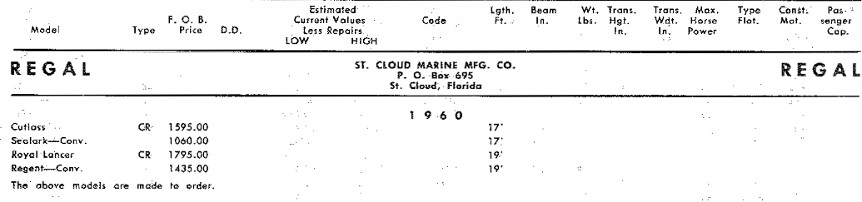 Model Type F. O. B. Price D.D. Estimated Current Values Less Repairs LOW HIGH Code Lgth. Ft. Beam In. Wt. Lbs. Trans. Hgt. In. Trans. Wdt. In. Max. Horse Power Type Flot. Const. Mat. Pas- senger Cap.
REGAL ST. CLOUD MARINE MFG. CO. REGAL
P. O. Box 695
St. Cloud, Florida
1960
Cutlass CR 1595.00 17'
Sealark—Conv. 1060.00 17'
Royal Lancer CR 1795.00 19'
Regent—Conv. 1435.00 19'
The above models are made to order.